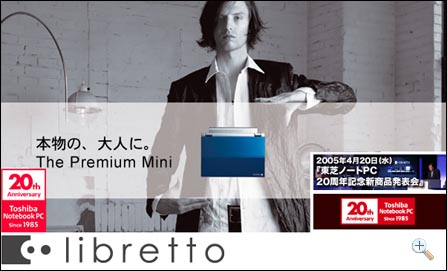 本物の、大人に。
The Premium Mini
20th
Anniversary
Toshiba
Notebook PC
Since 1985
2005年4月20日(水)
「東芝ノートPC
20周年記念新商品発表会」
20th
Anniversary
Toshiba
Notebook PC
Since 1985
libretto